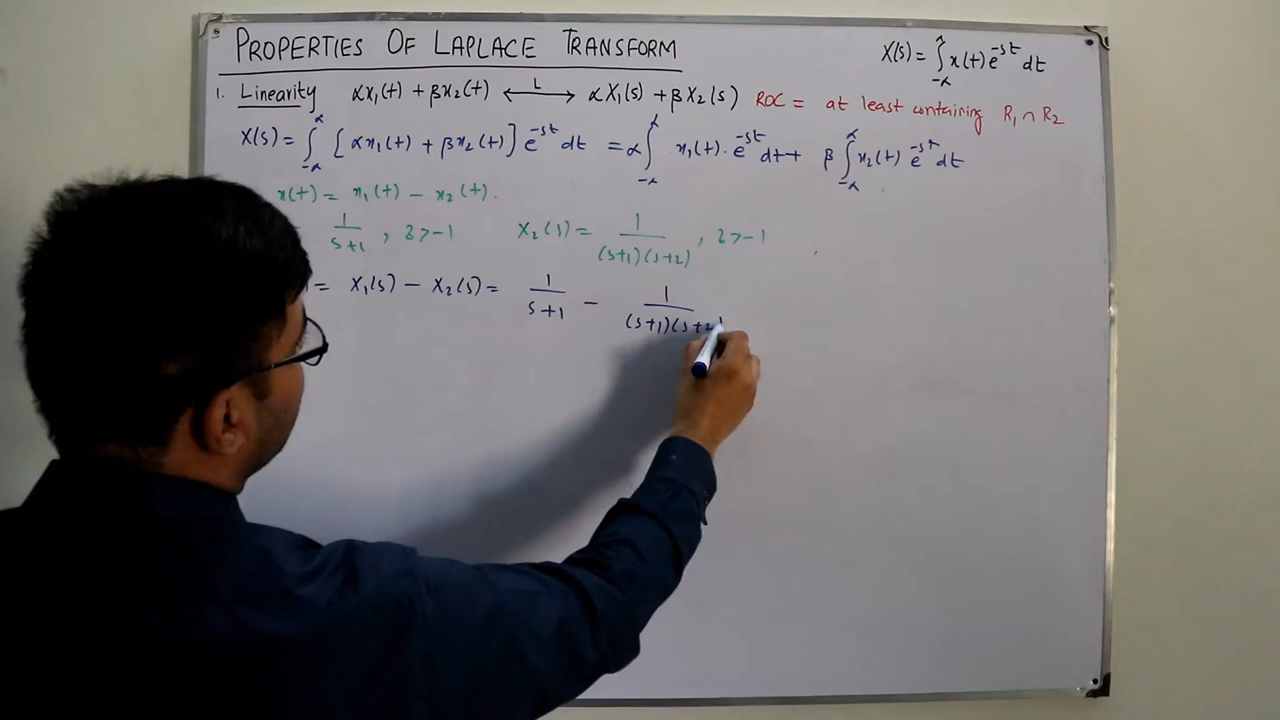 PROPERTIES OF LAPLACE TRANSFORM
X(s) = ∫_{-∝}^{∝} x(t) e^{-st} dt
1. Linearity αx₁(t) + βx₂(t) ⟷^L αX₁(s) + βX₂(s) ROC = at least containing R₁ ∩ R₂
X(s) = ∫_{-∝}^{∝} [αx₁(t) + βx₂(t)] e^{-st} dt = α∫_{-∝}^{∝} x₁(t). e^{-st} dt + β∫_{-∝}^{∝} x₂(t) e^{-st} dt
x(t) = x₁(t) - x₂(t).
1/(s+1), > -1 X₂(s) = 1/((s+1)(s+2)), > -1
= X₁(s) - X₂(s) = 1/(s+1) - 1/((s+1)(s+2)